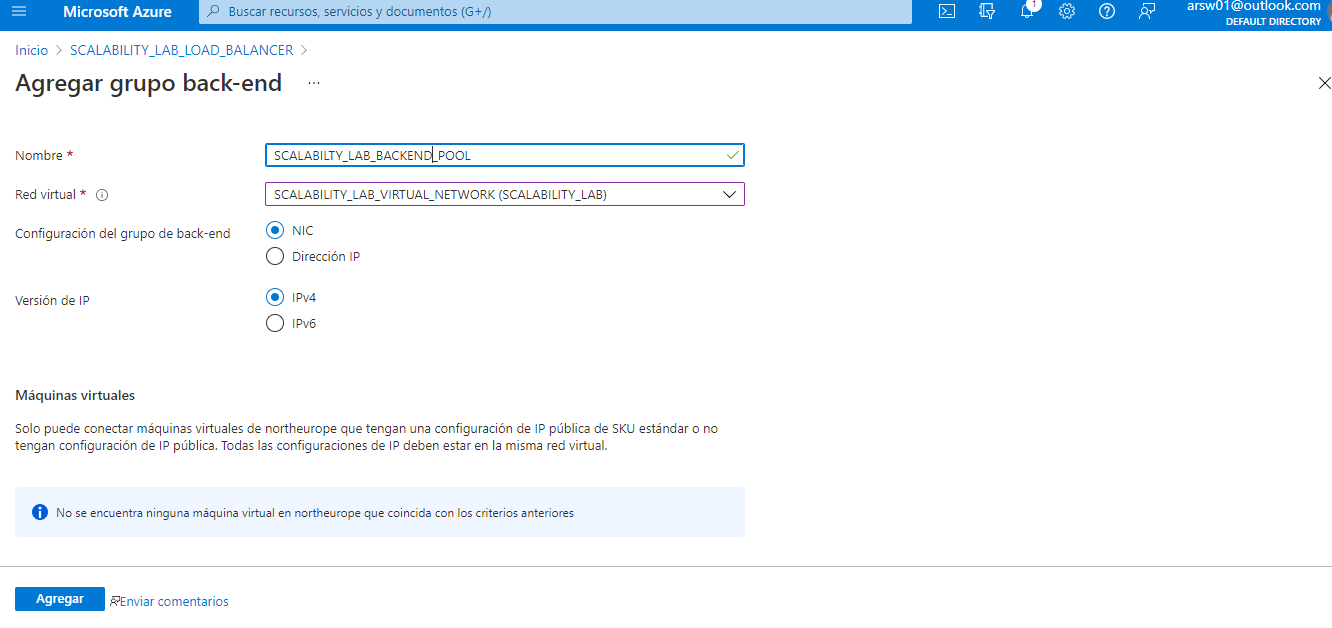 Microsoft Azure
Buscar recursos, servicios y documentos (G+/)
1
arsw01@outlook.com
DEFAULT DIRECTORY
Inicio > SCALABILITY_LAB_LOAD_BALANCER >
Agregar grupo back-end ...
Nombre *
SCALABILTY_LAB_BACKEND_POOL
Red virtual *
SCALABILITY_LAB_VIRTUAL_NETWORK (SCALABILITY_LAB)
Configuración del grupo de back-end
NIC
Dirección IP
Versión de IP
IPv4
IPv6
Máquinas virtuales
Solo puede conectar máquinas virtuales de northeurope que tengan una configuración de IP pública de SKU estándar o no
tengan configuración de IP pública. Todas las configuraciones de IP deben estar en la misma red virtual.
No se encuentra ninguna máquina virtual en northeurope que coincida con los criterios anteriores
Agregar
Enviar comentarios